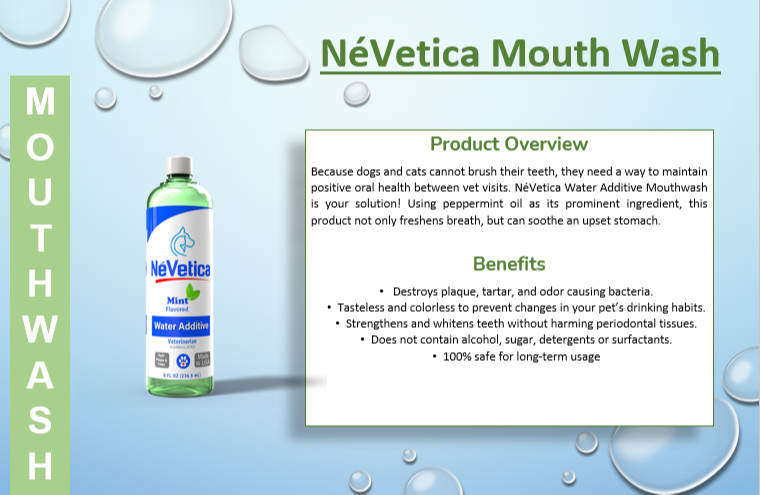 NéVetica Mouth Wash
MOUTHWASH
NéVetica
Mint
Flavored
Water Additive
Veterinarian
FORMULATED
Made
in USA
8 FL OZ (236.6 mL)
Product Overview
Because dogs and cats cannot brush their teeth, they need a way to maintain
positive oral health between vet visits. NéVetica Water Additive Mouthwash
is your solution! Using peppermint oil as its prominent ingredient, this
product not only freshens breath, but can soothe an upset stomach.
Benefits
• Destroys plaque, tartar, and odor causing bacteria.
• Tasteless and colorless to prevent changes in your pet's drinking habits.
• Strengthens and whitens teeth without harming periodontal tissues.
• Does not contain alcohol, sugar, detergents or surfactants.
• 100% safe for long-term usage